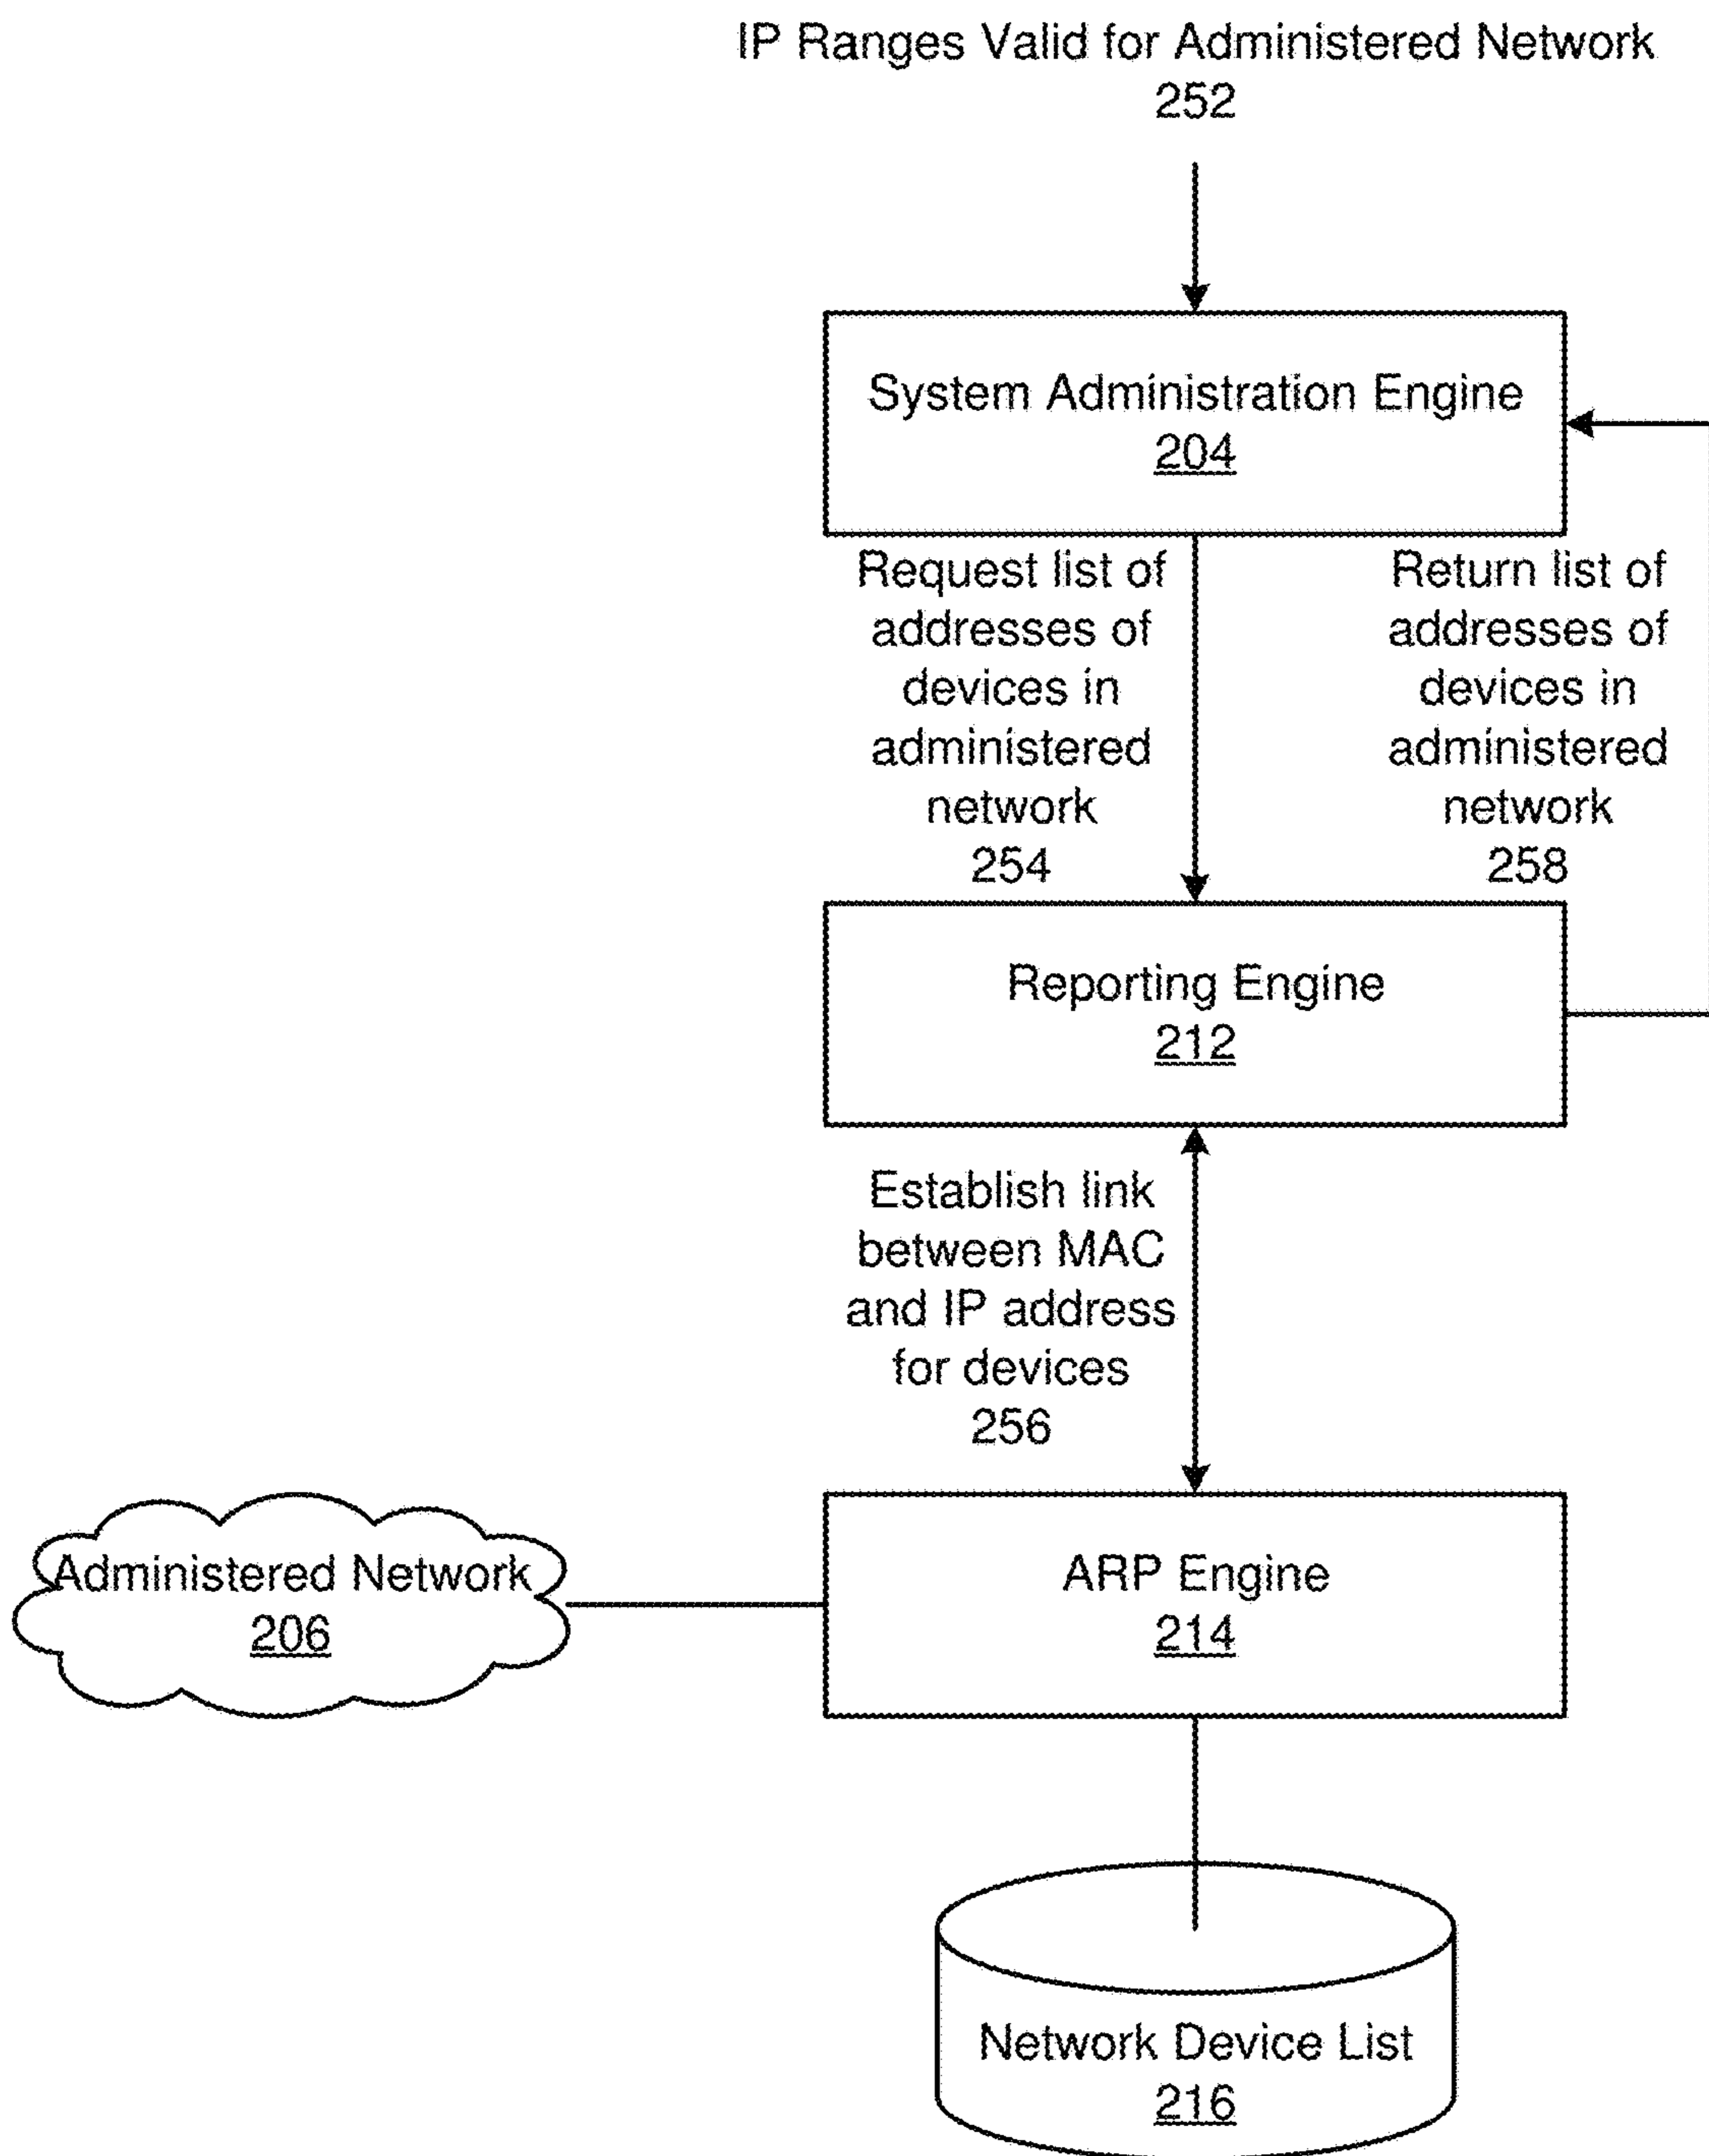 IP Ranges Valid for Administered Network
252
System Administration Engine
204
Request list of
addresses of
devices in
administered
network
254
Return list of
addresses of
devices in
administered
network
258
Reporting Engine
212
Establish link
between MAC
and IP address
for devices
256
Administered Network
206
ARP Engine
214
Network Device List
216